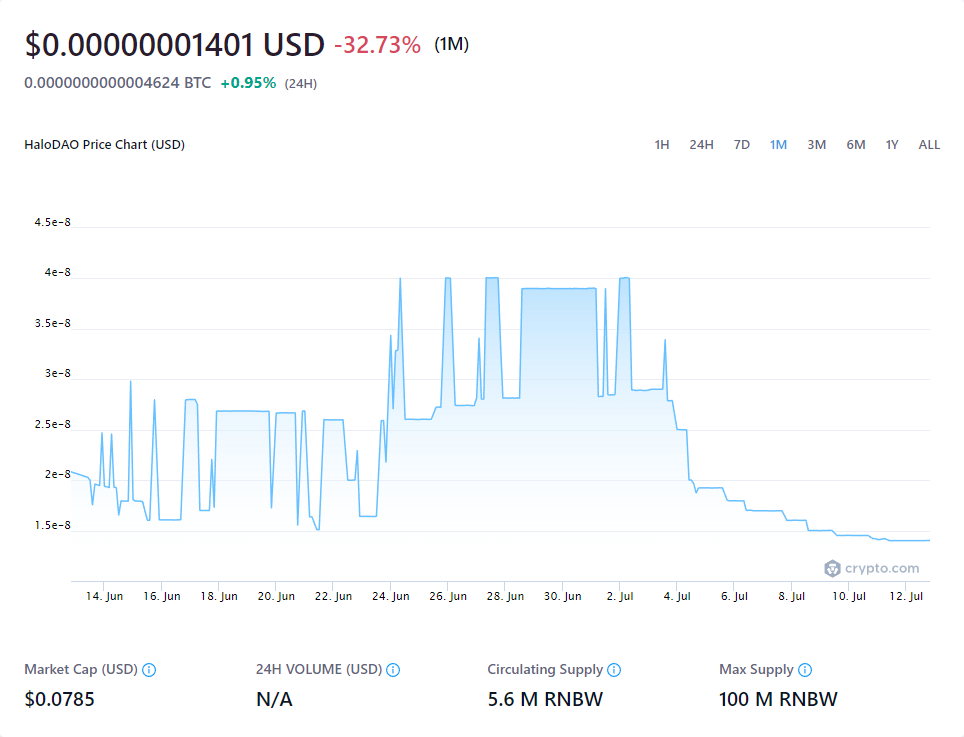 $0.00000001401 USD -32.73% (1M)
0.0000000000004624 BTC +0.95% (24H)
HaloDAO Price Chart (USD)
1H 24H 7D 1M 3M 6M 1Y ALL
4.5e-8
4e-8
3.5e-8
3e-8
2.5e-8
2e-8
1.5e-8
crypto.com
14. Jun 16. Jun 18. Jun 20. Jun 22. Jun 24. Jun 26. Jun 28. Jun 30. Jun 2. Jul 4. Jul 6. Jul 8. Jul 10. Jul 12. Jul
Market Cap (USD) 24H VOLUME (USD) Circulating Supply Max Supply
$0.0785 N/A 5.6 M RNBW 100 M RNBW